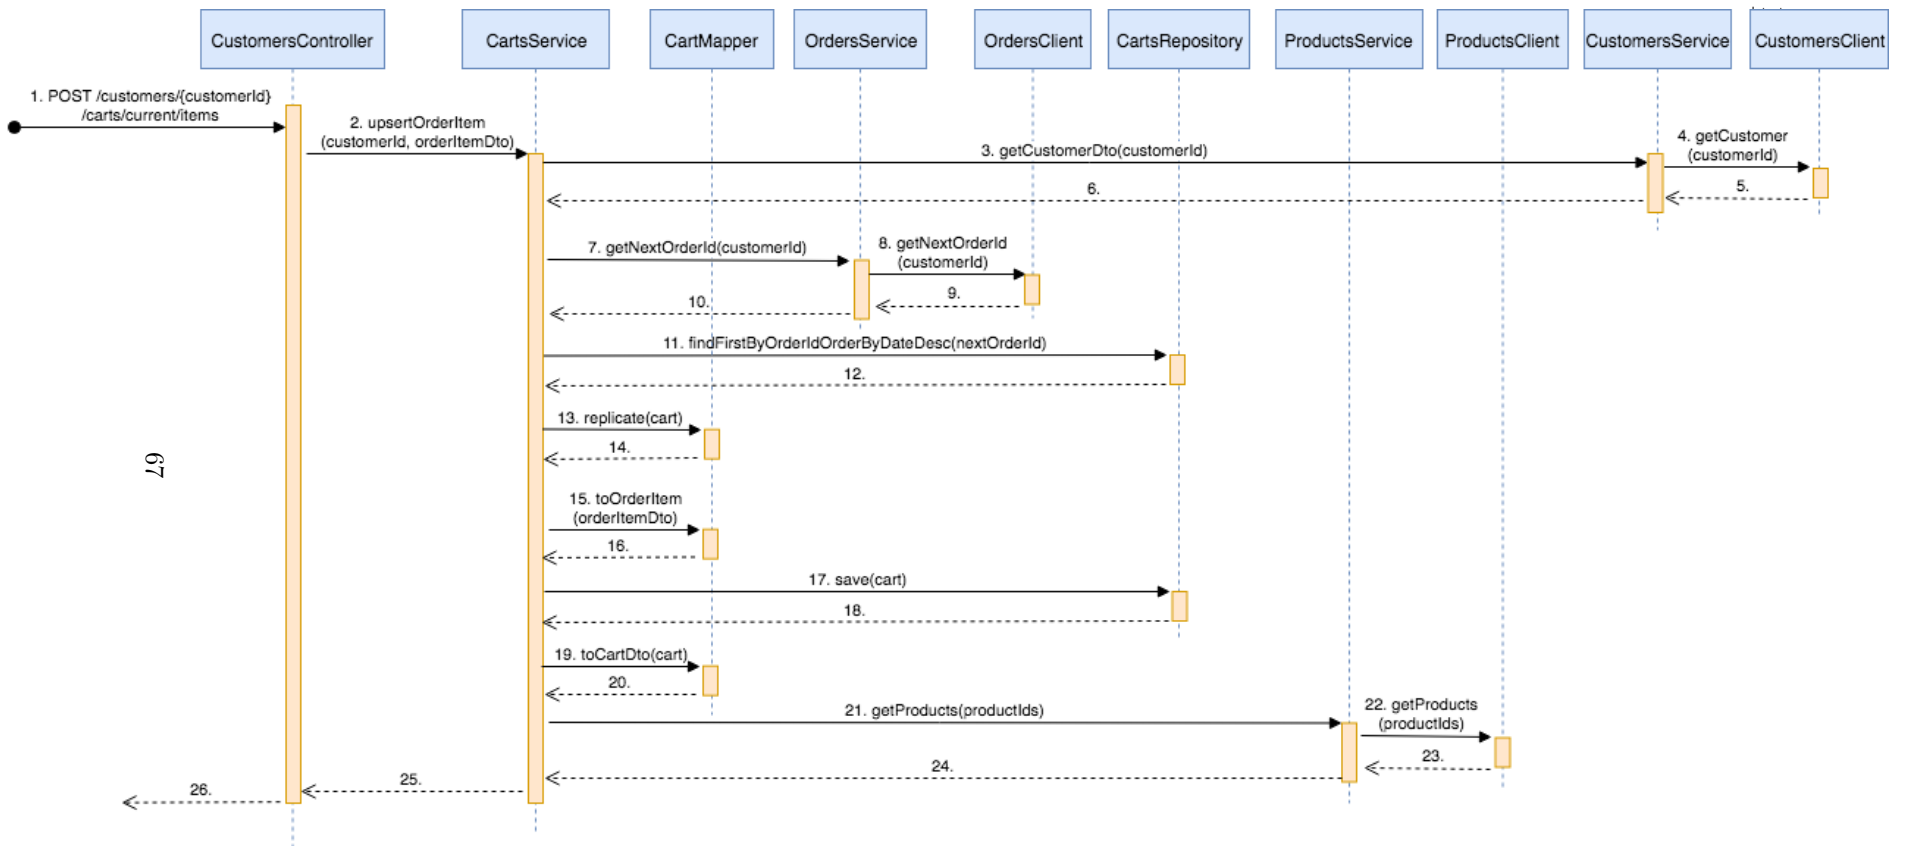 CustomersController
CartsService
CartMapper
OrdersService
OrdersClient
CartsRepository
ProductsService
ProductsClient
CustomersService
CustomersClient
1. POST /customers/{customerId}
/carts/current/items
2. upsertOrderItem
(customerId, orderItemDto)
3. getCustomerDto(customerId)
4. getCustomer
(customerId)
5.
6.
7. getNextOrderId(customerId)
8. getNextOrderId
(customerId)
9.
10.
11. findFirstByOrderIdOrderByDateDesc(nextOrderId)
12.
13. replicate(cart)
14.
67
15. toOrderItem
(orderItemDto)
16.
17. save(cart)
18.
19. toCartDto(cart)
20.
21. getProducts(productIds)
22. getProducts
(productIds)
23.
24.
25.
26.